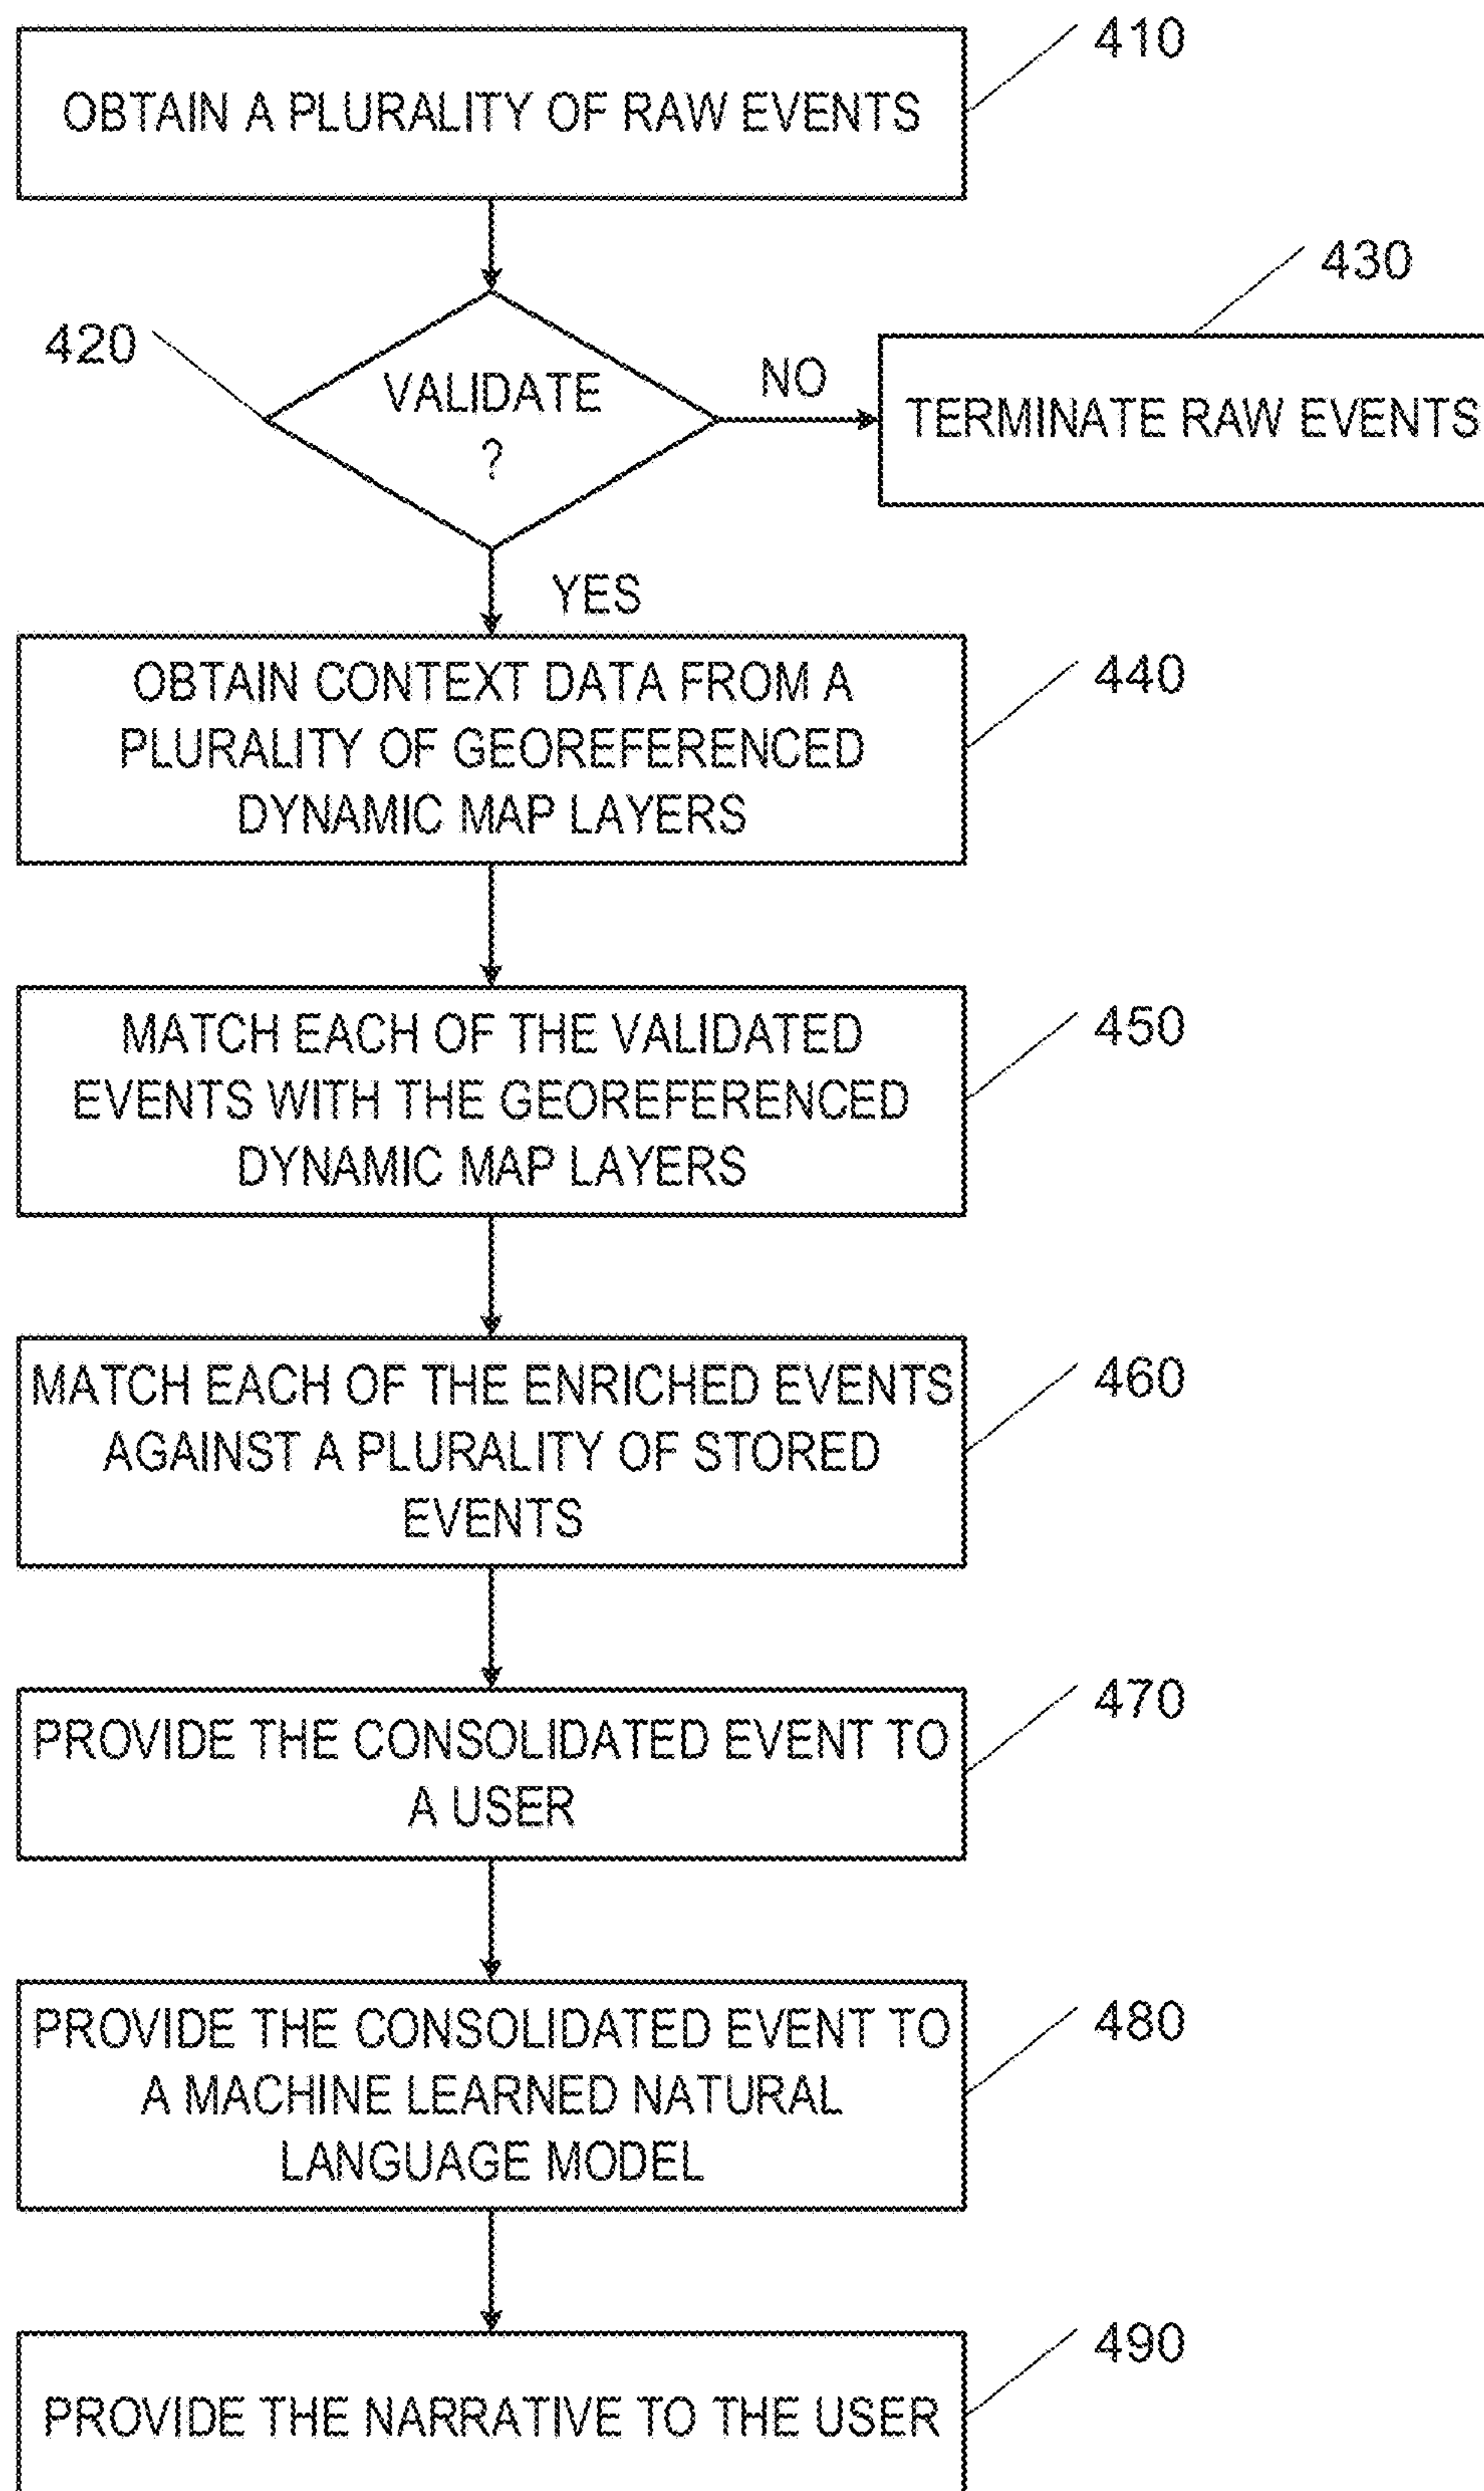 410
OBTAIN A PLURALITY OF RAW EVENTS
430
420
VALIDATE
?
NO
TERMINATE RAW EVENTS
YES
440
OBTAIN CONTEXT DATA FROM A
PLURALITY OF GEOREFERENCED
DYNAMIC MAP LAYERS
450
MATCH EACH OF THE VALIDATED
EVENTS WITH THE GEOREFERENCED
DYNAMIC MAP LAYERS
460
MATCH EACH OF THE ENRICHED EVENTS
AGAINST A PLURALITY OF STORED
EVENTS
470
PROVIDE THE CONSOLIDATED EVENT TO
A USER
480
PROVIDE THE CONSOLIDATED EVENT TO
A MACHINE LEARNED NATURAL
LANGUAGE MODEL
490
PROVIDE THE NARRATIVE TO THE USER